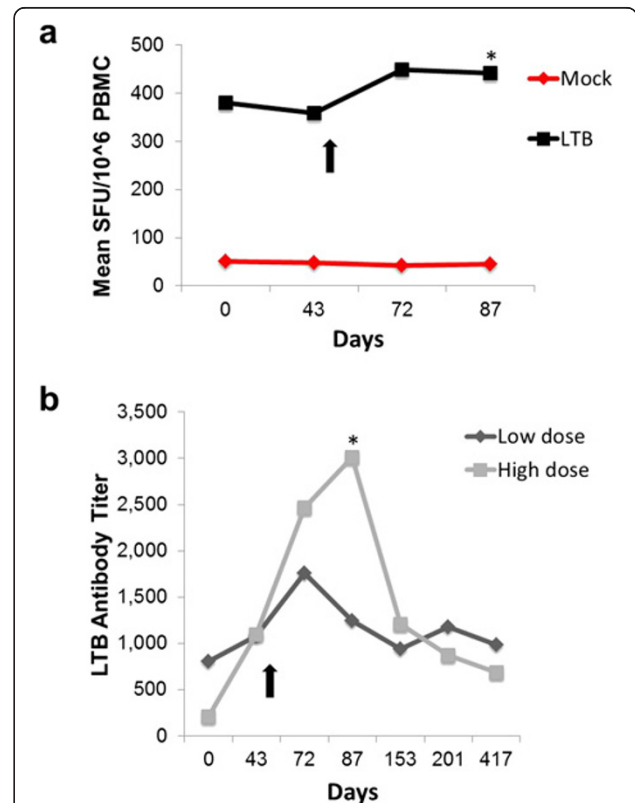 a
500
400
300
200
100
0
Mean SFU/10^6 PBMC
*
Mock
LTB
0 43 72 87
Days
b
3,500
3,000
2,500
2,000
1,500
1,000
500
0
LTB Antibody Titer
*
Low dose
High dose
0 43 72 87 153 201 417
Days